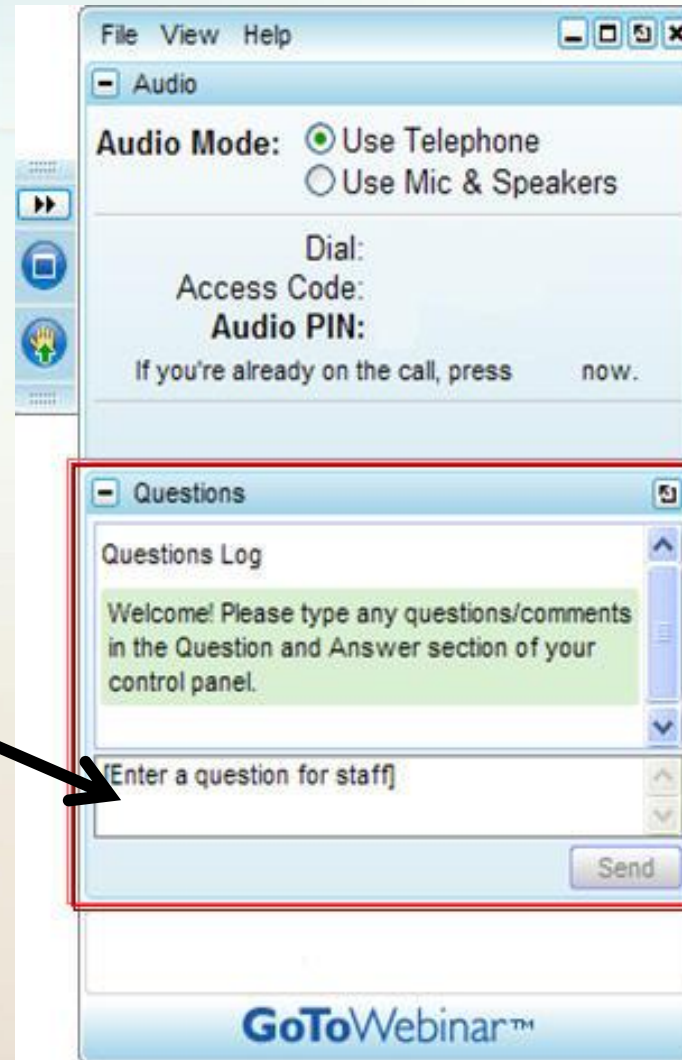 File View Help
Audio
Audio Mode: Use Telephone
Use Mic & Speakers
Dial:
Access Code:
Audio PIN:
If you're already on the call, press now.
Questions
Questions Log
Welcome! Please type any questions/comments
in the Question and Answer section of your
control panel.
[Enter a question for staff]
Send
GoToWebinar™